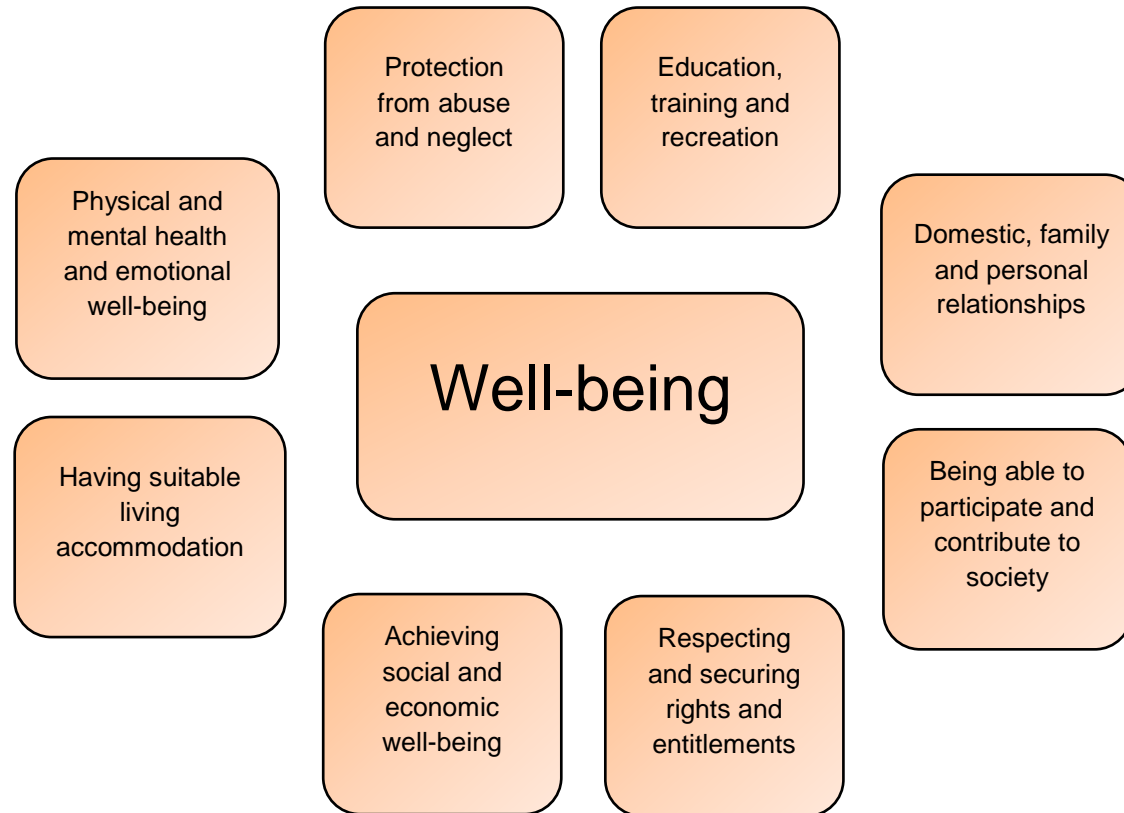 Protection
from abuse
and neglect
Education,
training and
recreation
Physical and
mental health
and emotional
well-being
Domestic, family
and personal
relationships
Well-being
Having suitable
living
accommodation
Being able to
participate and
contribute to
society
Achieving
social and
economic
well-being
Respecting
and securing
rights and
entitlements